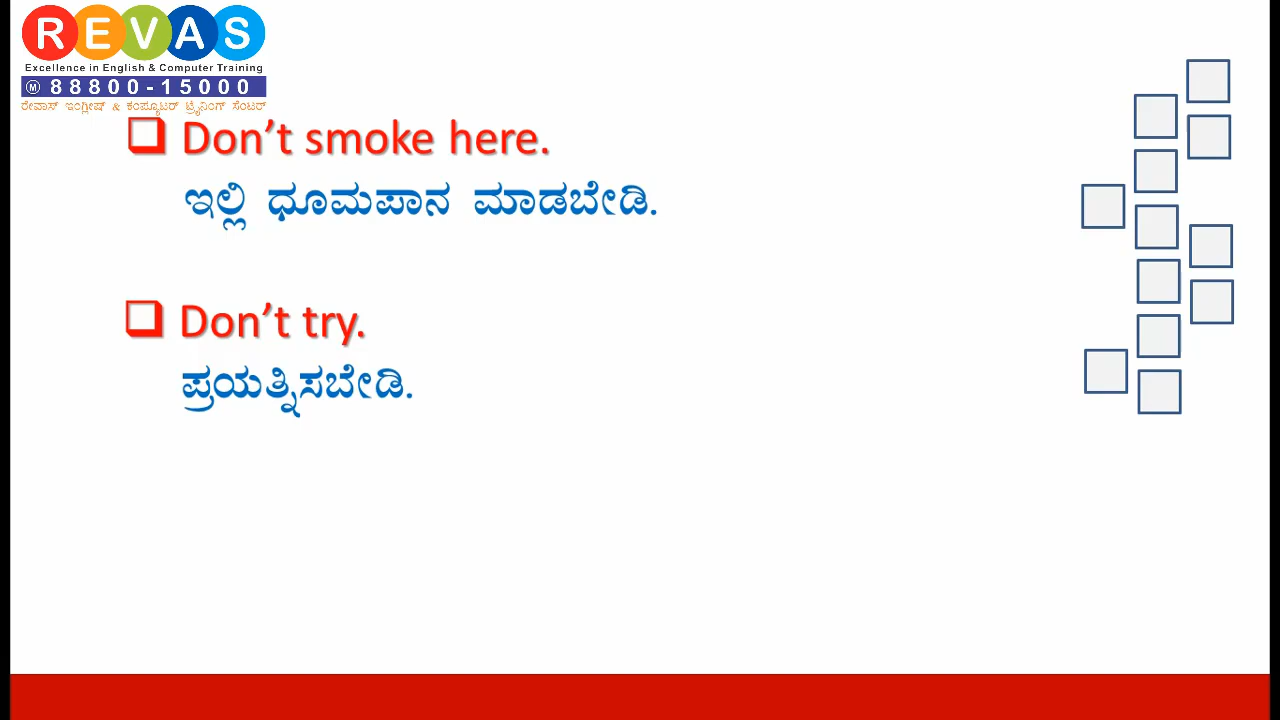 REVAS
Excellence in English & Computer Training
M 88800-15000
ರೇವಾಸ್ ಇಂಗ್ಲೀಷ್ & ಕಂಪ್ಯೂಟರ್ ಟ್ರೈನಿಂಗ್ ಸೆಂಟರ್
Don't smoke here.
ಇಲ್ಲಿ ಧೂಮಪಾನ ಮಾಡಬೇಡಿ.
Don't try.
ಪ್ರಯತ್ನಿಸಬೇಡಿ.